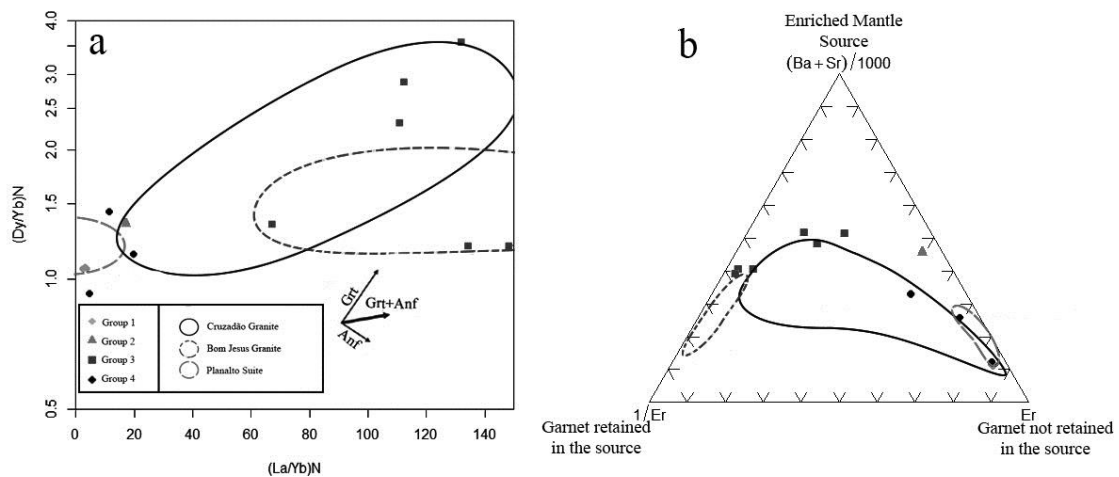 a
4.0
3.0
2.5
2.0
1.5
1.0
0.5
(Dy/Yb)N
0 20 40 60 80 100 120 140
(La/Yb)N
Grt
Grt+Anf
Anf
Group 1
Group 2
Group 3
Group 4
Cruzadão Granite
Bom Jesus Granite
Planalto Suite
b
Enriched Mantle
Source
(Ba+Sr)/1000
1/Er
Garnet retained
in the source
Er
Garnet not retained
in the source